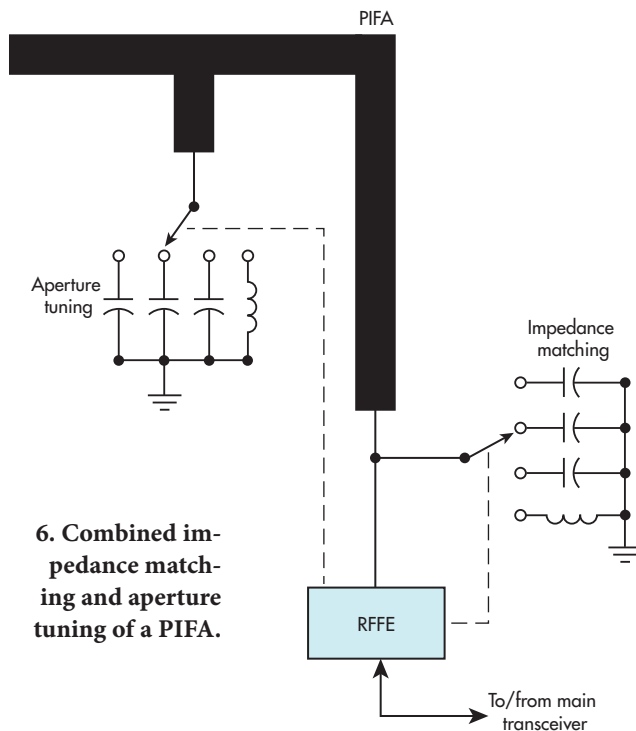 PIFA
Aperture
tuning
Impedance
matching
6. Combined im-
pedance match-
ing and aperture
tuning of a PIFA.
RFFE
To/from main
transceiver